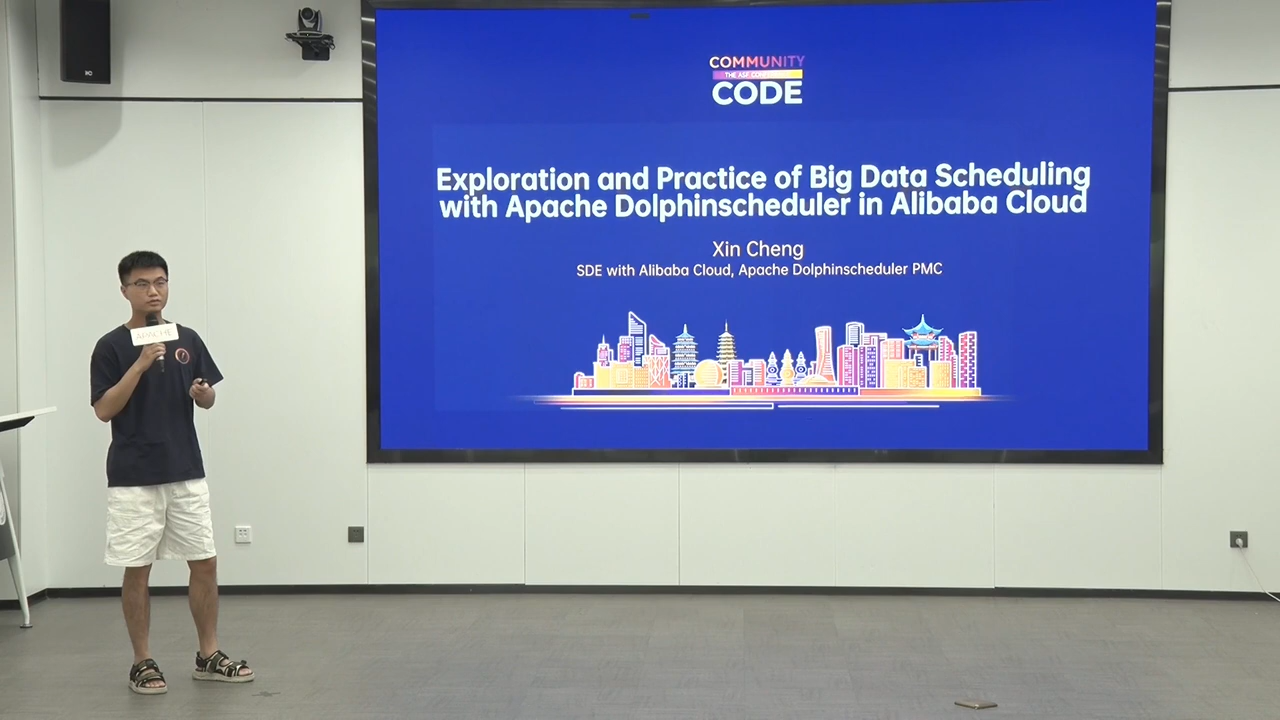 COMMUNITY
THE ASF CONFERENCE
CODE
Exploration and Practice of Big Data Scheduling
with Apache Dolphinscheduler in Alibaba Cloud
Xin Cheng
SDE with Alibaba Cloud, Apache Dolphinscheduler PMC
APACHE